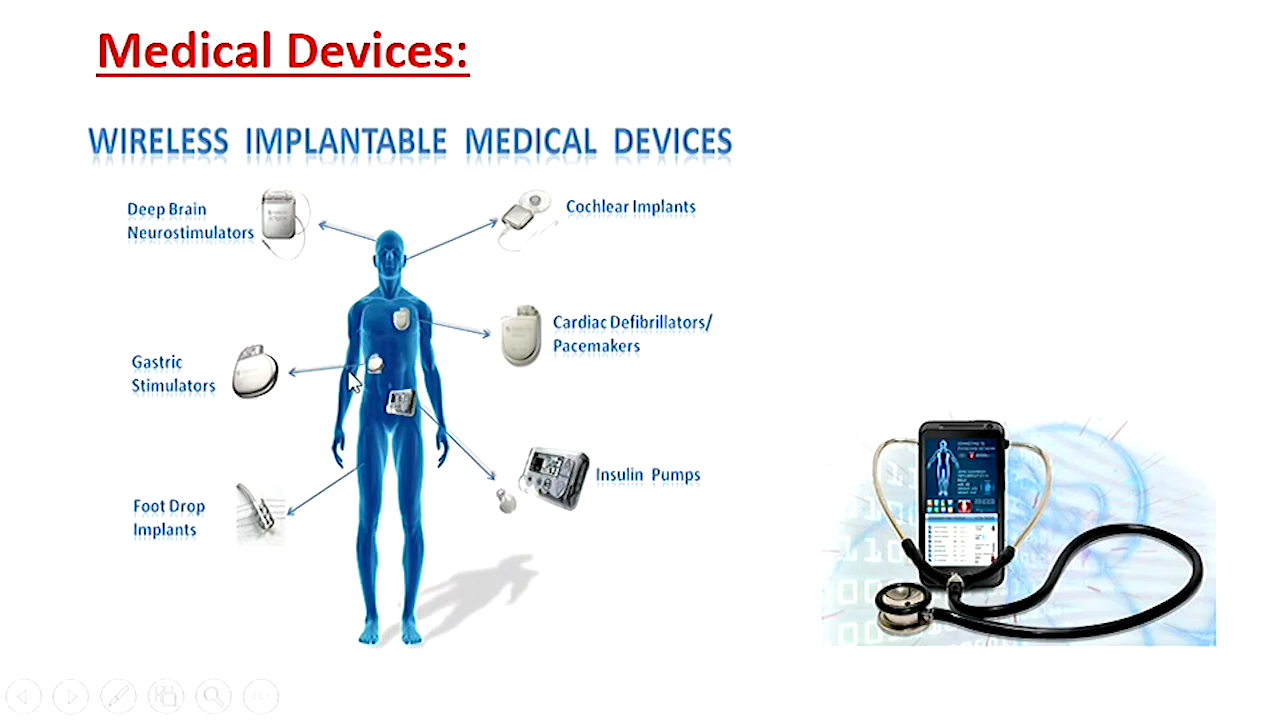 Medical Devices:
WIRELESS IMPLANTABLE MEDICAL DEVICES
Deep Brain
Neurostimulators
Cochlear Implants
Cardiac Defibrillators/
Pacemakers
Gastric
Stimulators
Insulin Pumps
Foot Drop
Implants